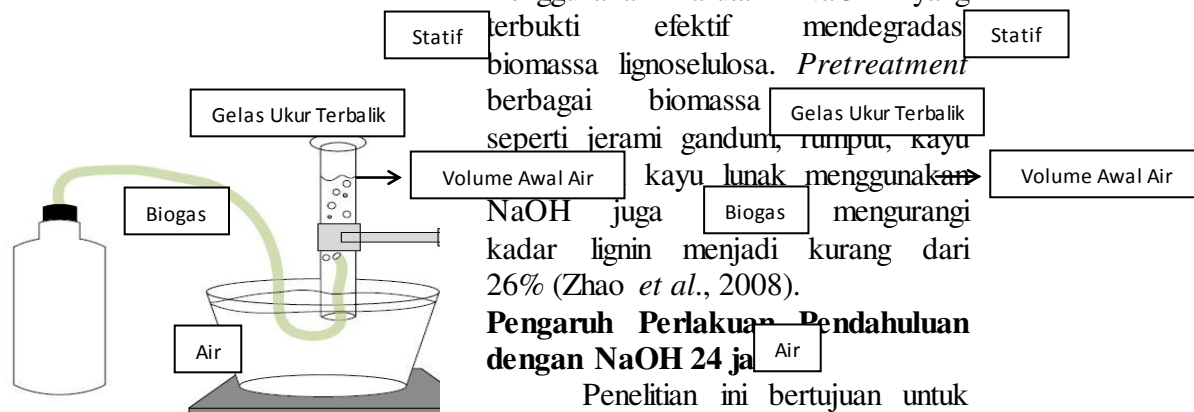 Statif
Gelas Ukur Terbalik
Volume Awal Air
Biogas
Air
terbukti efektif mendegradas
biomassa lignoselulosa. Pretreatment
berbagai biomassa
seperti jerami gandum, rumput, kayu
kayu lunak menggunakan
NaOH juga mengurangi
kadar lignin menjadi kurang dari
26% (Zhao et al., 2008).
Pengaruh Perlakuan Pendahuluan
dengan NaOH 24 ja
Penelitian ini bertujuan untuk
Statif
Gelas Ukur Terbalik
Volume Awal Air
Biogas
Air